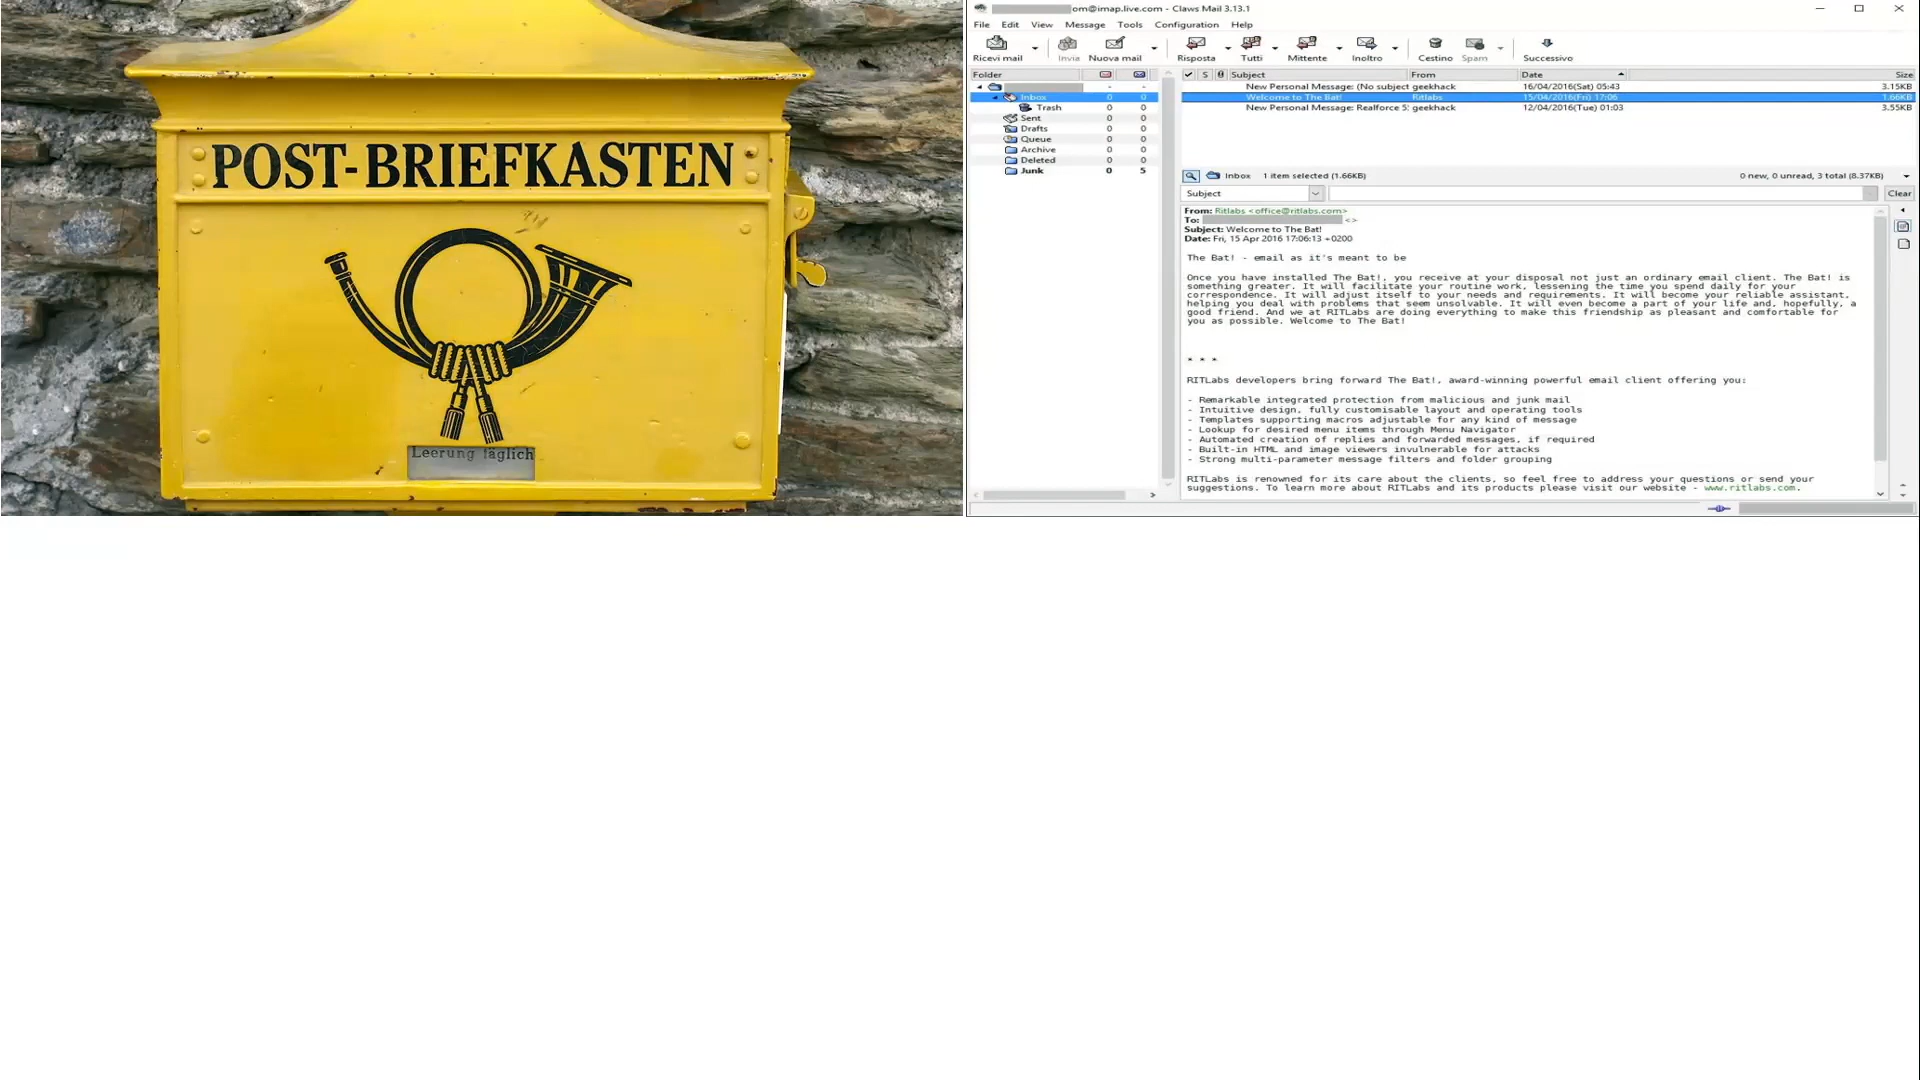 POST-BRIEFKASTEN
Leerung täglich
om@imap.live.com - Claws Mail 3.13.1
File Edit View Message Tools Configuration Help
Ricevi mail Invia Nuova mail Risposta Tutti Mittente Inoltro Cestino Spam Successivo
Folder
- -
Inbox 0 0
Trash 0 0
Sent 0 0
Drafts 0 0
Queue 0 0
Archive 0 0
Deleted 0 0
Junk 0 5
S Subject From Date Size
New Personal Message: (No subject geekhack 16/04/2016(Sat) 05:43 3.15KB
Welcome to The Bat! Ritlabs 15/04/2016(Fri) 17:06 1.66KB
New Personal Message: Realforce 5: geekhack 12/04/2016(Tue) 01:03 3.55KB
Inbox 1 item selected (1.66KB) 0 new, 0 unread, 3 total (8.37KB)
Subject Clear
From: Ritlabs <office@ritlabs.com>
To: <>
Subject: Welcome to The Bat!
Date: Fri, 15 Apr 2016 17:06:13 +0200
The Bat! - email as it's meant to be
Once you have installed The Bat!, you receive at your disposal not just an ordinary email client. The Bat! is
something greater. It will facilitate your routine work, lessening the time you spend daily for your
correspondence. It will adjust itself to your needs and requirements. It will become your reliable assistant,
helping you deal with problems that seem unsolvable. It will even become a part of your life and, hopefully, a
good friend. And we at RITLabs are doing everything to make this friendship as pleasant and comfortable for
you as possible. Welcome to The Bat!
* * *
RITLabs developers bring forward The Bat!, award-winning powerful email client offering you:
- Remarkable integrated protection from malicious and junk mail
- Intuitive design, fully customisable layout and operating tools
- Templates supporting macros adjustable for any kind of message
- Lookup for desired menu items through Menu Navigator
- Automated creation of replies and forwarded messages, if required
- Built-in HTML and image viewers invulnerable for attacks
- Strong multi-parameter message filters and folder grouping
RITLabs is renowned for its care about the clients, so feel free to address your questions or send your
suggestions. To learn more about RITLabs and its products please visit our website - www.ritlabs.com.